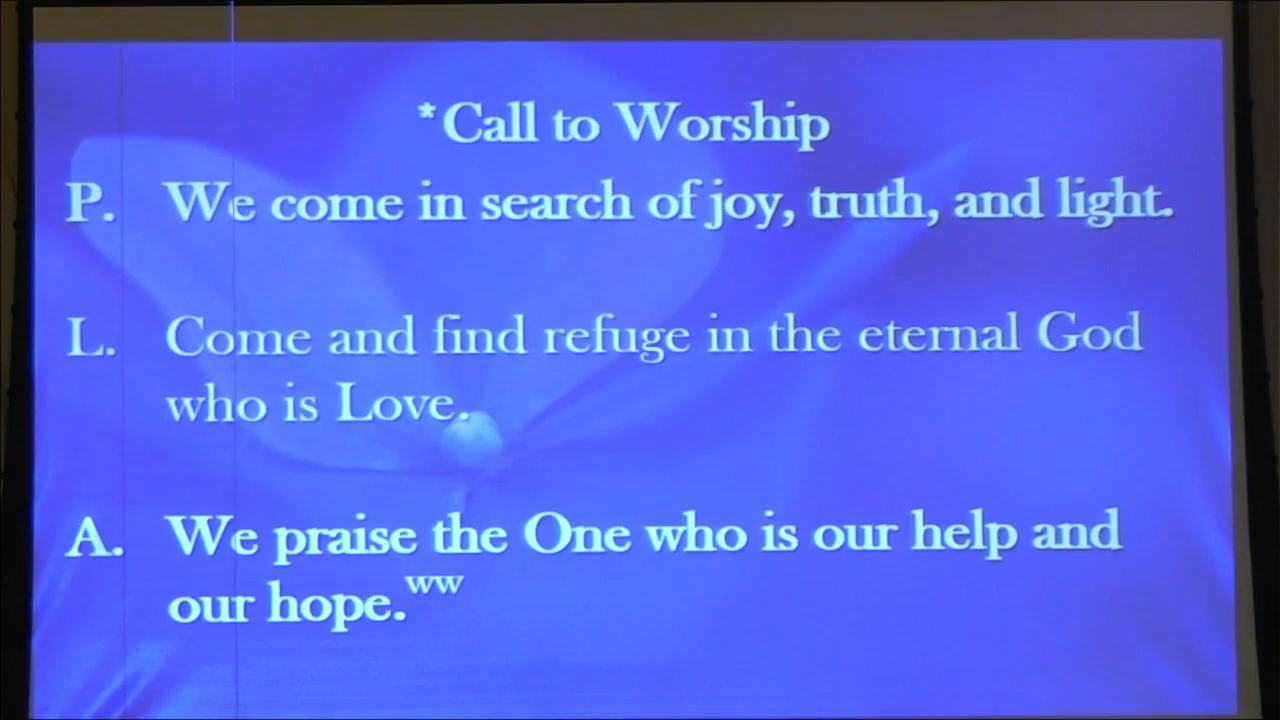 *Call to Worship
P. We come in search of joy, truth, and light.
L. Come and find refuge in the eternal God
who is Love.
A. We praise the One who is our help and
our hope.ww